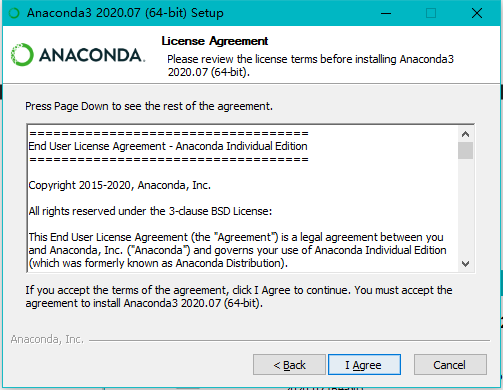 Anaconda3 2020.07 (64-bit) Setup
ANACONDA.
License Agreement
Please review the license terms before installing Anaconda3
2020.07 (64-bit).
Press Page Down to see the rest of the agreement.
======================================
End User License Agreement - Anaconda Individual Edition
======================================
Copyright 2015-2020, Anaconda, Inc.
All rights reserved under the 3-clause BSD License:
This End User License Agreement (the "Agreement") is a legal agreement between you
and Anaconda, Inc. ("Anaconda") and governs your use of Anaconda Individual Edition
(which was formerly known as Anaconda Distribution).
If you accept the terms of the agreement, click I Agree to continue. You must accept the
agreement to install Anaconda3 2020.07 (64-bit).
Anaconda, Inc.
< Back
I Agree
Cancel